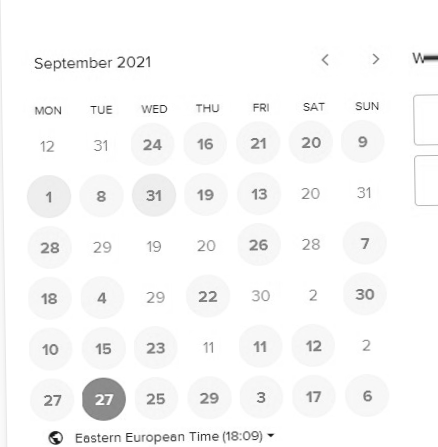 September 2021
MON TUE WED THU FRI SAT SUN
12 31 24 16 21 20 9
1 8 31 19 13 20 31
28 29 19 20 26 28 7
18 4 29 22 30 2 30
10 15 23 11 11 12 2
27 27 25 29 3 17 6
Eastern European Time (18:09)